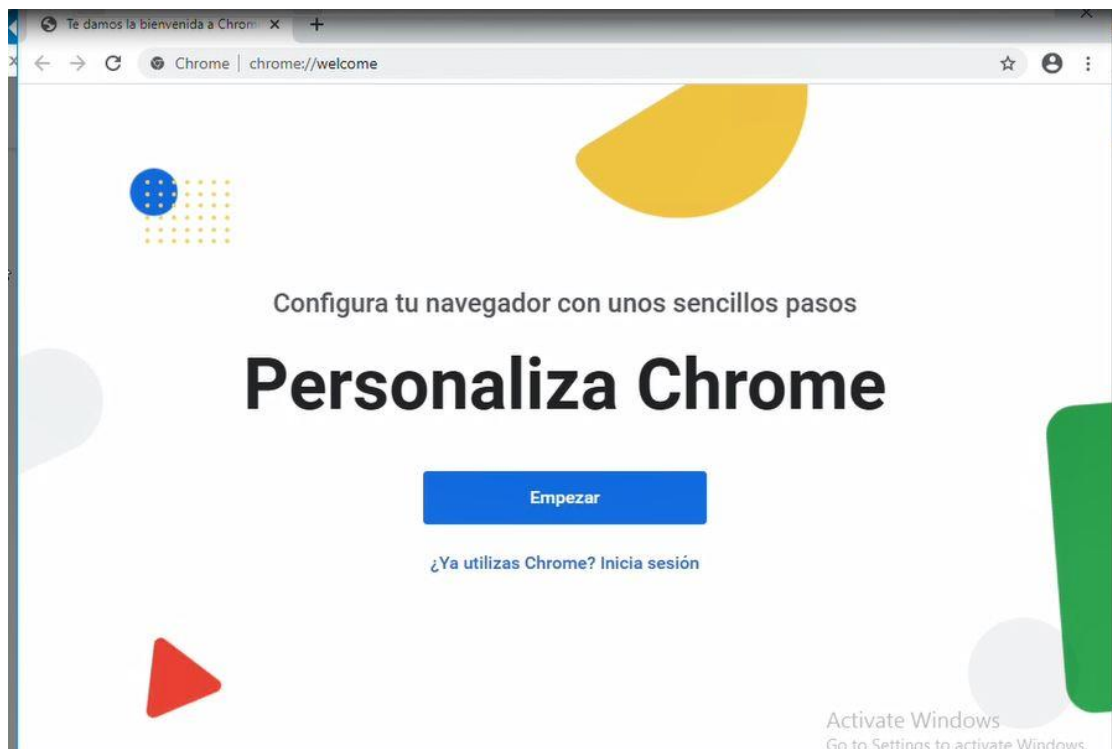 Te damos la bienvenida a Chrom
Chrome | chrome://welcome
Configura tu navegador con unos sencillos pasos
Personaliza Chrome
Empezar
¿Ya utilizas Chrome? Inicia sesión
Activate Windows
Go to Settings to activate Windows.